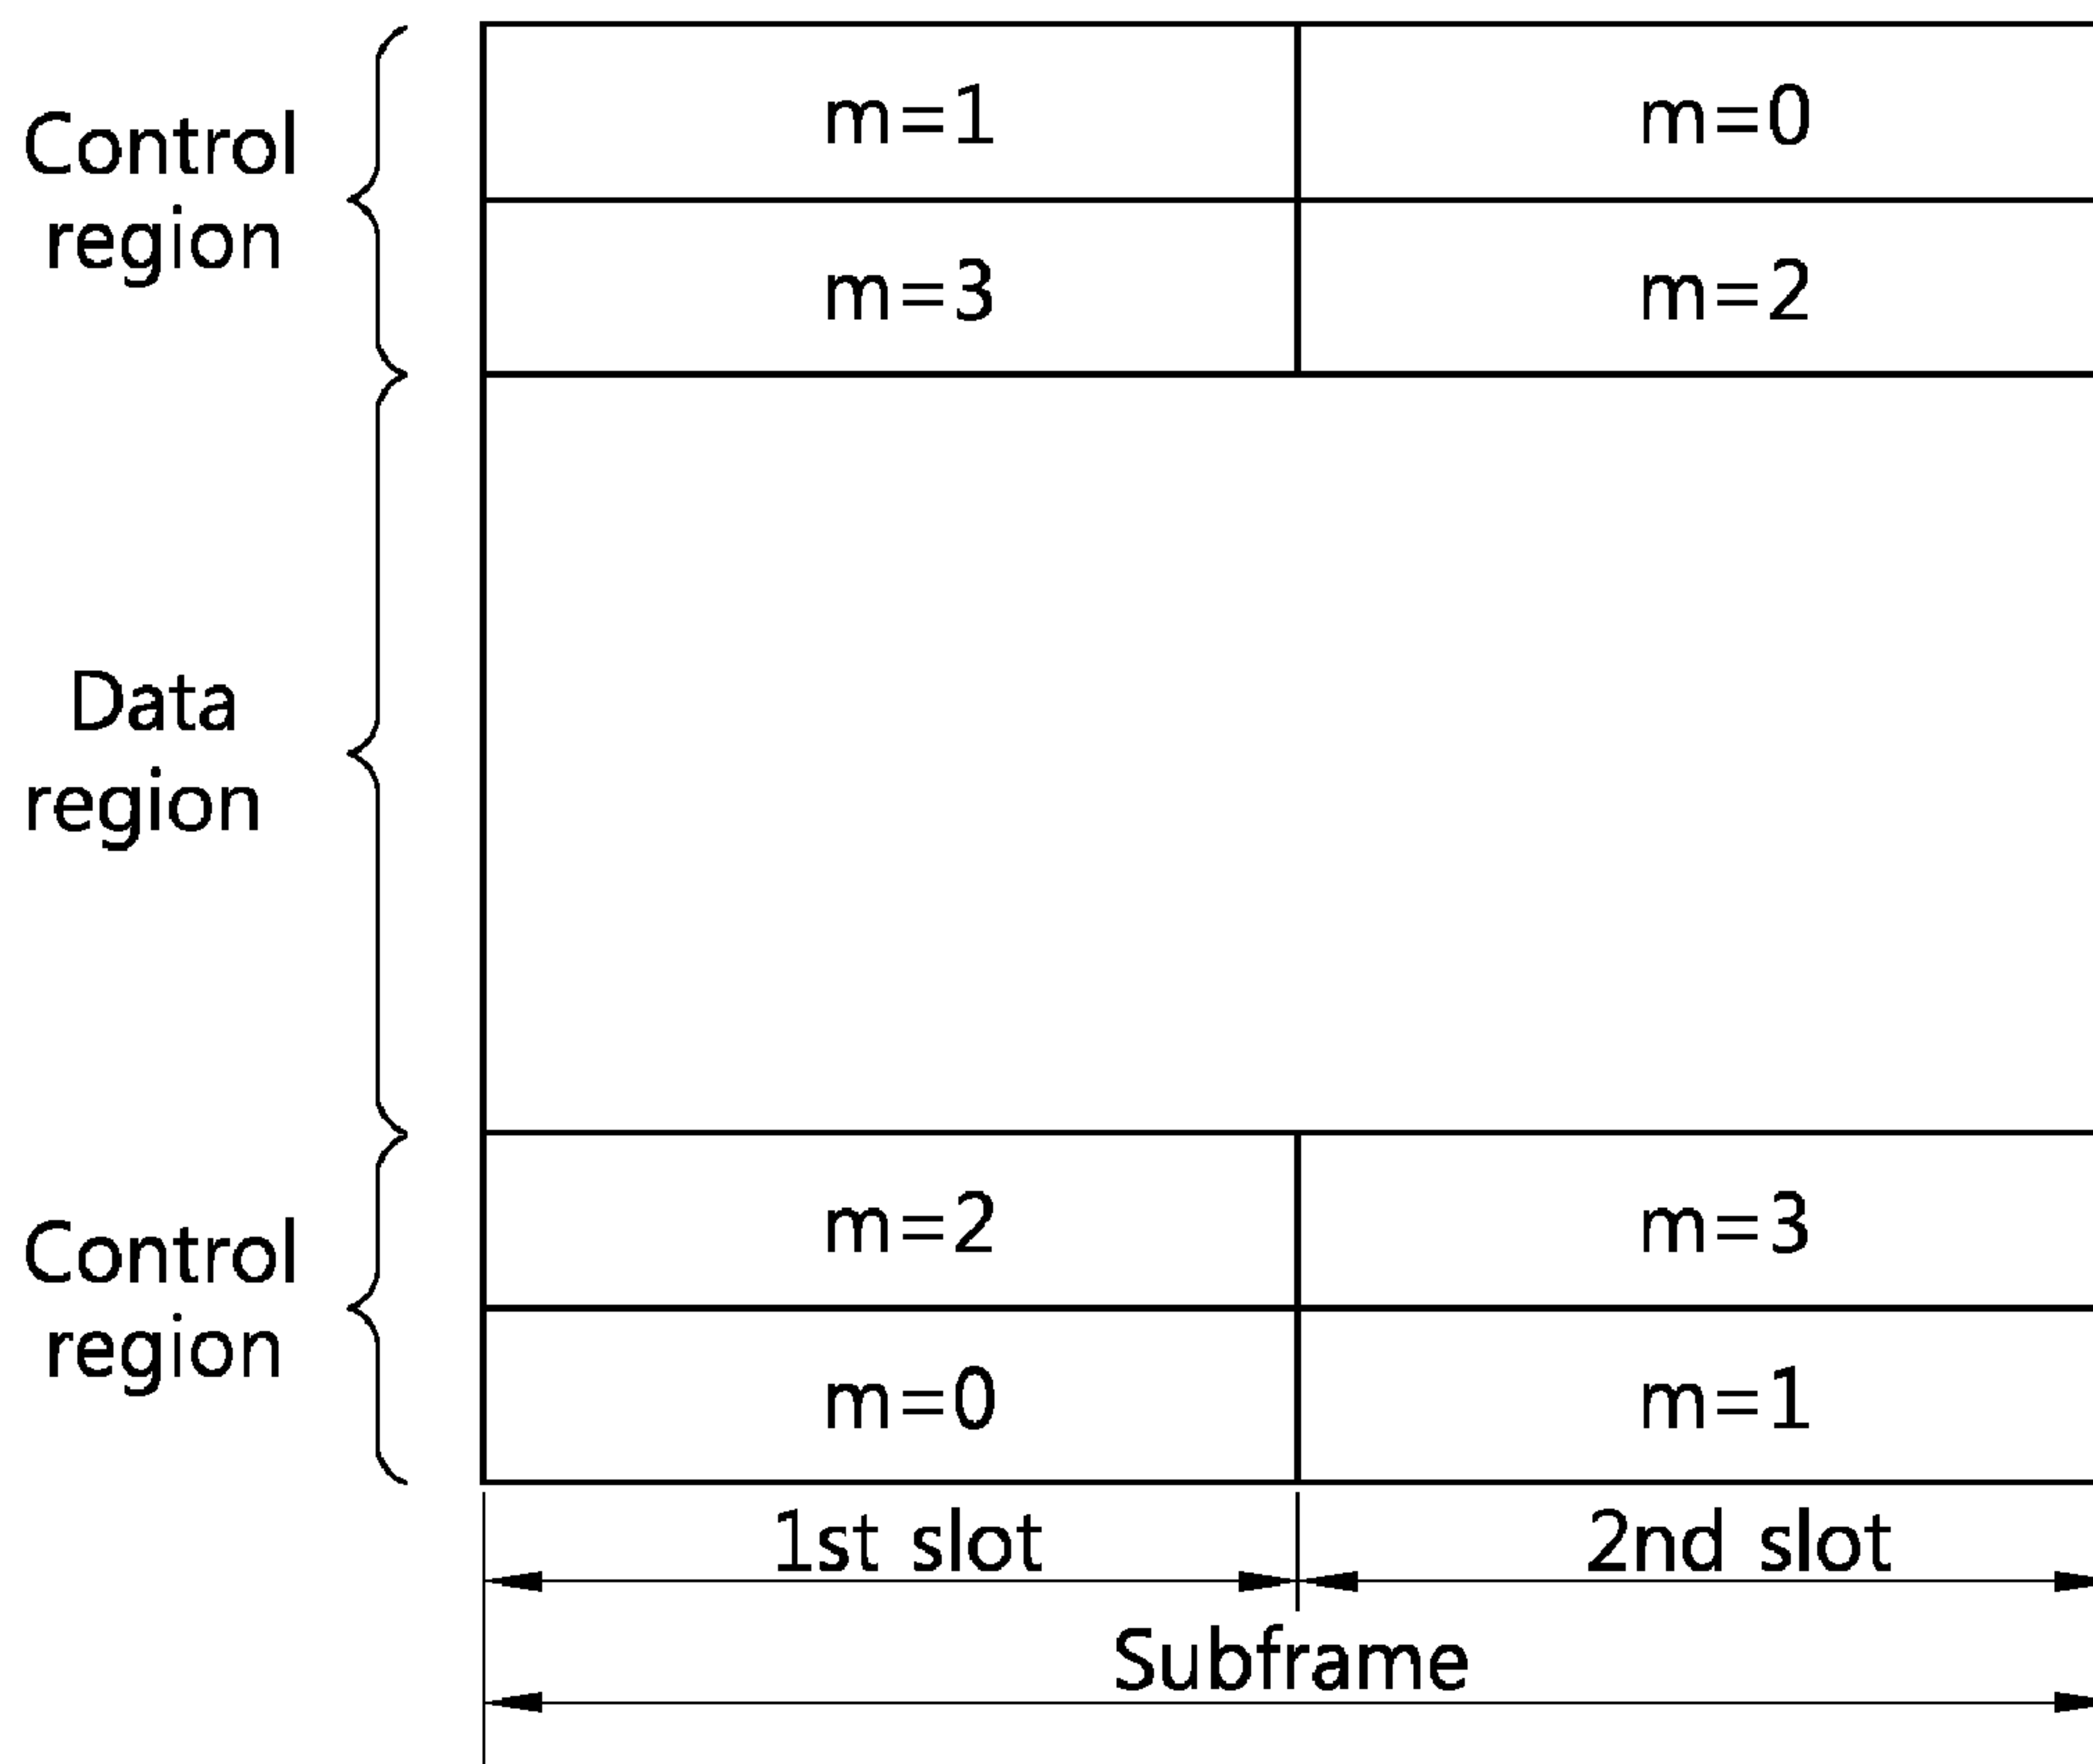 Control
region
m=1
m=0
m=3
m=2
Data
region
Control
region
m=2
m=3
m=0
m=1
1st slot
2nd slot
Subframe